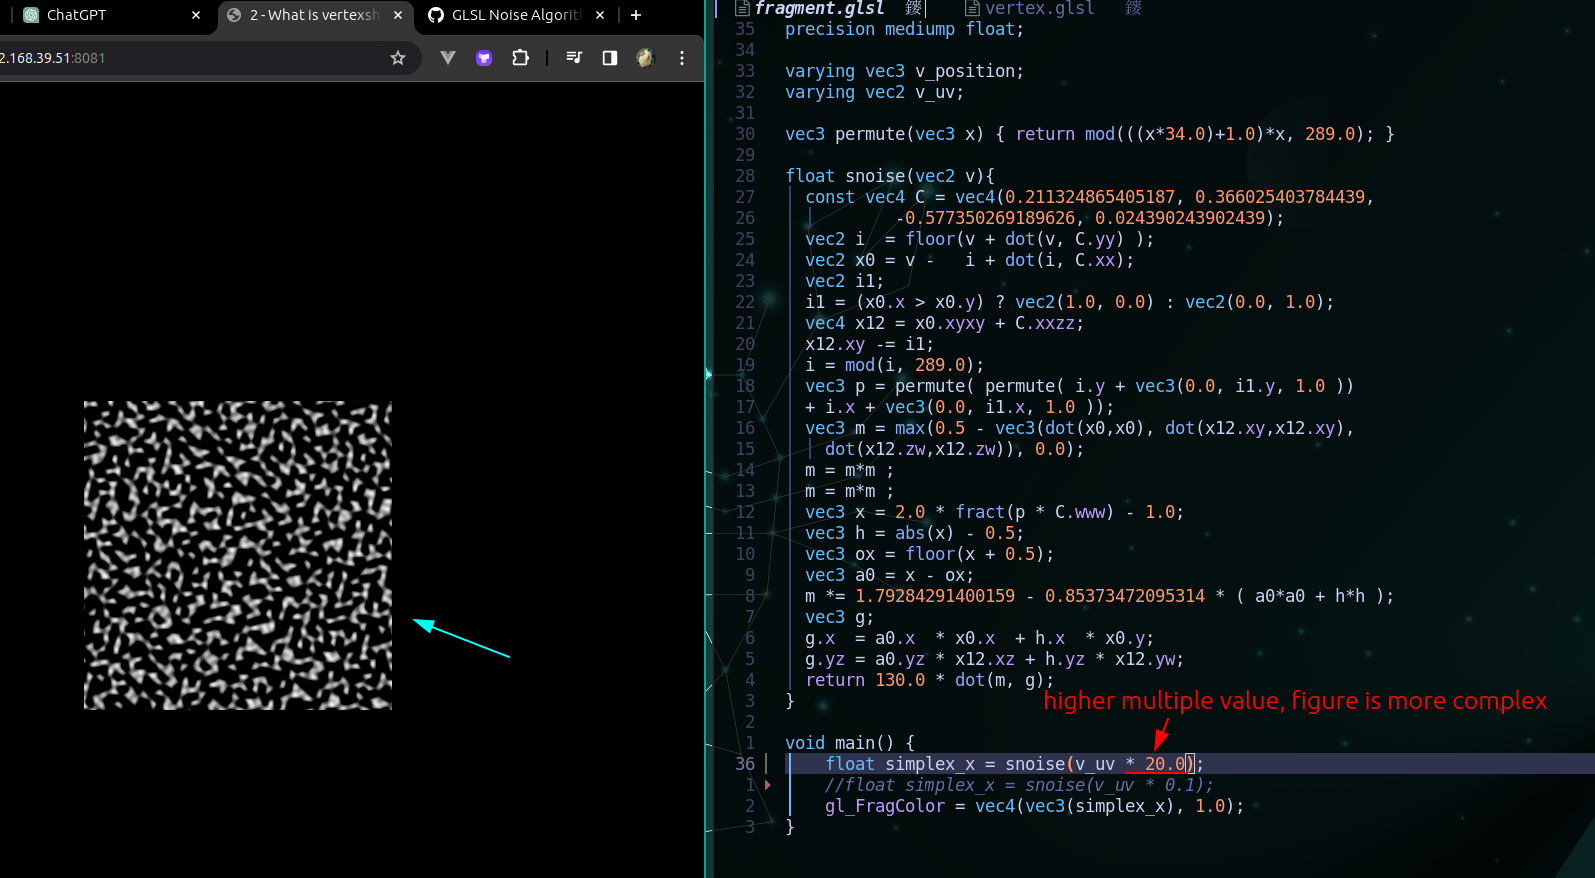 ChatGPT
2 - What is vertexsh
GLSL Noise Algorit
2.168.39.51:8081
fragment.glsl
vertex.glsl
35 precision mediump float;
34
33 varying vec3 v_position;
32 varying vec2 v_uv;
31
30 vec3 permute(vec3 x) { return mod(((x*34.0)+1.0)*x, 289.0); }
29
28 float snoise(vec2 v){
27 const vec4 C = vec4(0.211324865405187, 0.366025403784439,
26 -0.577350269189626, 0.024390243902439);
25 vec2 i  = floor(v + dot(v, C.yy) );
24 vec2 x0 = v -   i + dot(i, C.xx);
23 vec2 i1;
22 i1 = (x0.x > x0.y) ? vec2(1.0, 0.0) : vec2(0.0, 1.0);
21 vec4 x12 = x0.xyxy + C.xxzz;
20 x12.xy -= i1;
19 i = mod(i, 289.0);
18 vec3 p = permute( permute( i.y + vec3(0.0, i1.y, 1.0 ))
17 + i.x + vec3(0.0, i1.x, 1.0 ));
16 vec3 m = max(0.5 - vec3(dot(x0,x0), dot(x12.xy,x12.xy),
15 dot(x12.zw,x12.zw)), 0.0);
14 m = m*m ;
13 m = m*m ;
12 vec3 x = 2.0 * fract(p * C.www) - 1.0;
11 vec3 h = abs(x) - 0.5;
10 vec3 ox = floor(x + 0.5);
9 vec3 a0 = x - ox;
8 m *= 1.79284291400159 - 0.85373472095314 * ( a0*a0 + h*h );
7 vec3 g;
6 g.x  = a0.x  * x0.x  + h.x  * x0.y;
5 g.yz = a0.yz * x12.xz + h.yz * x12.yw;
4 return 130.0 * dot(m, g);
3 }
higher multiple value, figure is more complex
2
1 void main() {
36 float simplex_x = snoise(v_uv * 20.0);
1 //float simplex_x = snoise(v_uv * 0.1);
2 gl_FragColor = vec4(vec3(simplex_x), 1.0);
3 }